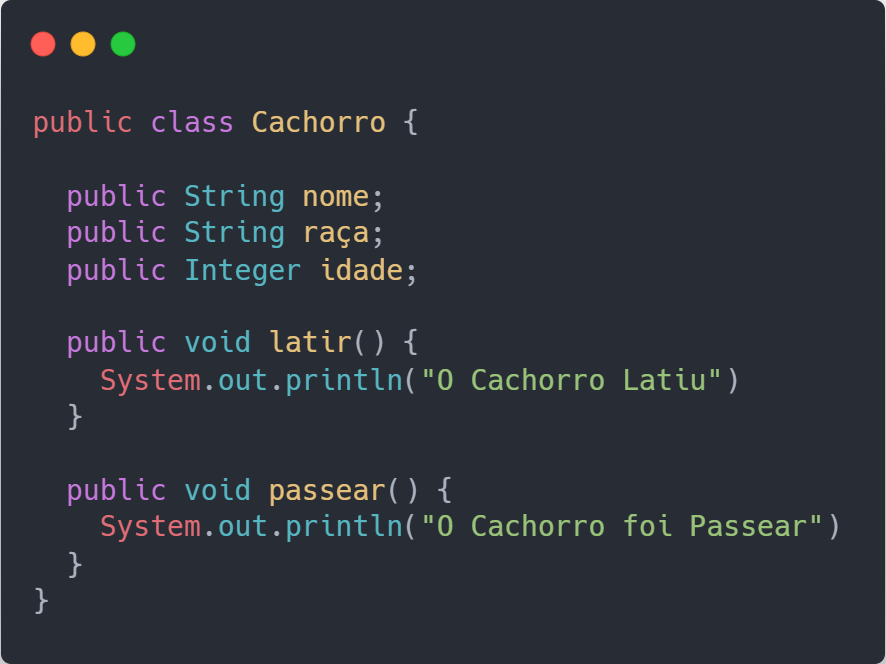 public class Cachorro {
public String nome;
public String raça;
public Integer idade;
public void latir() {
System.out.println("O Cachorro Latiu")
}
public void passear() {
System.out.println("O Cachorro foi Passear")
}
}